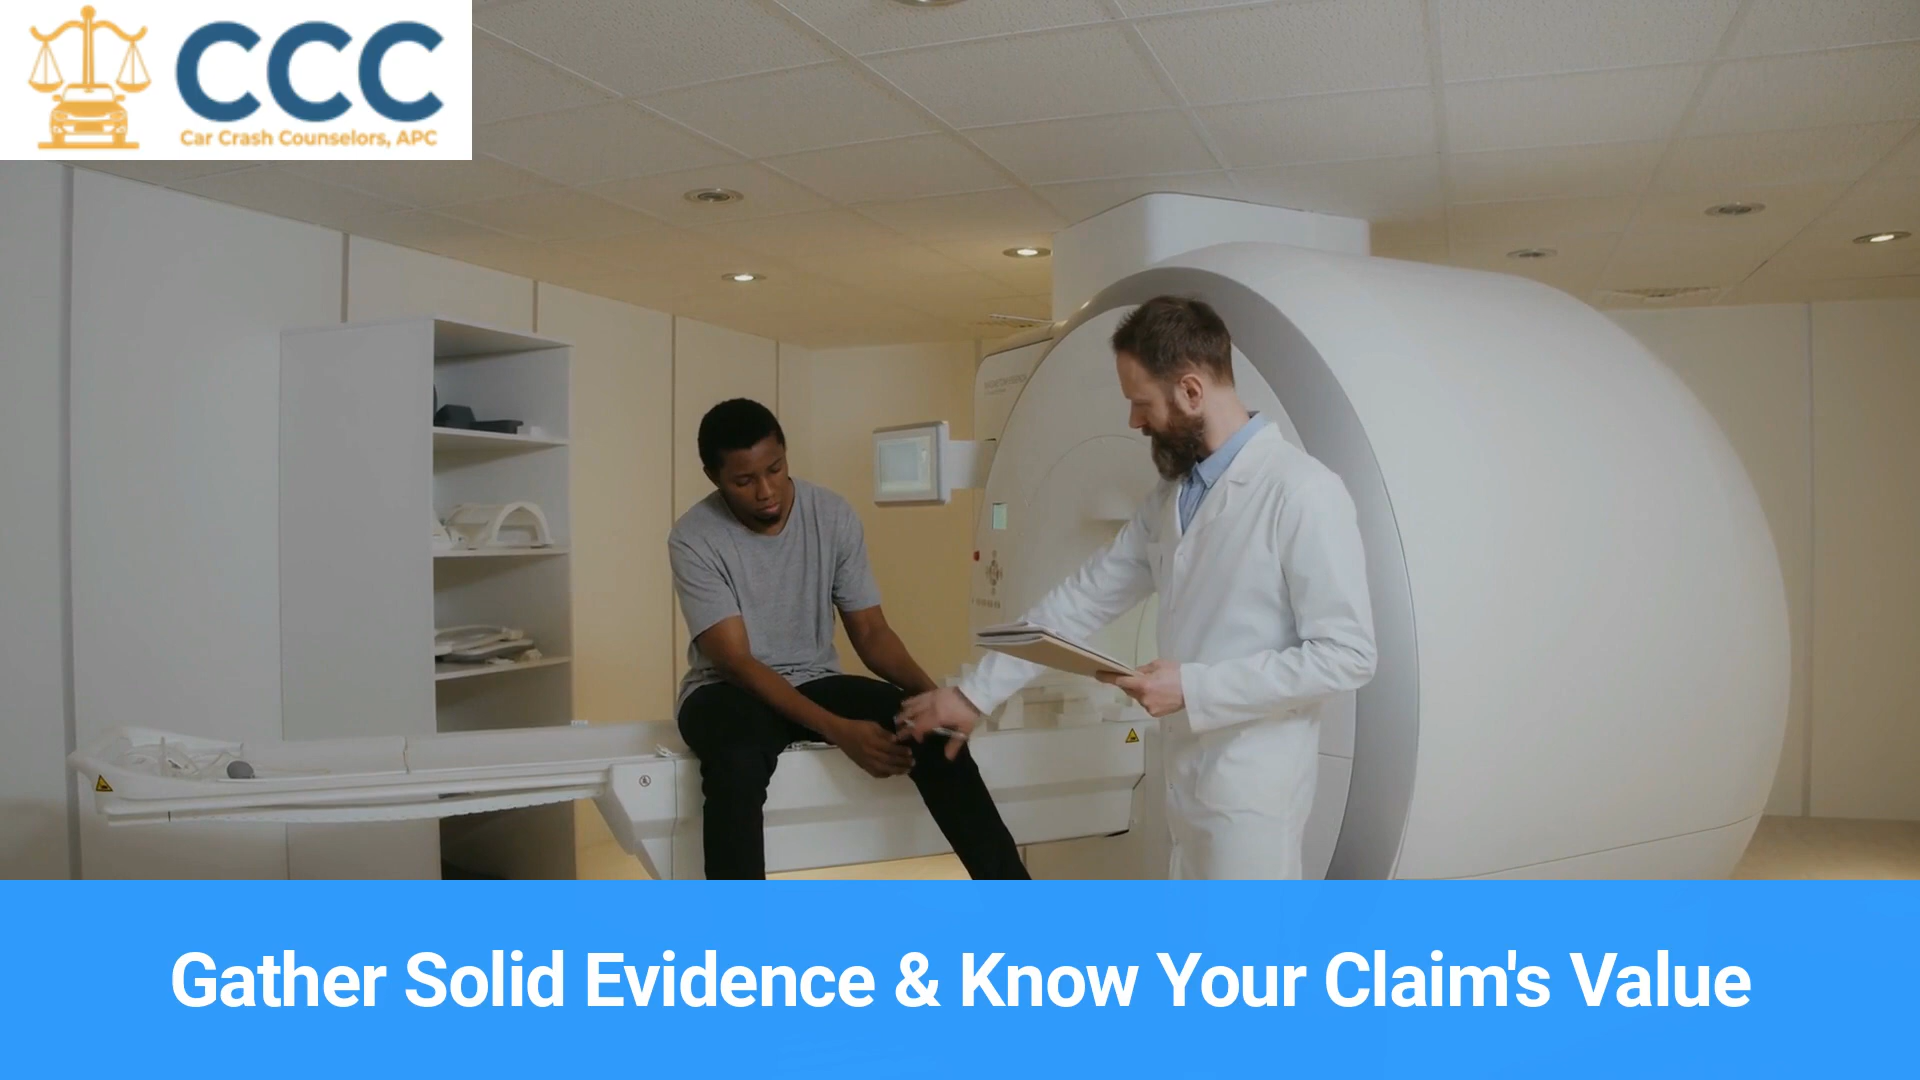 CCC
Car Crash Counselors, APC
Gather Solid Evidence & Know Your Claim's Value